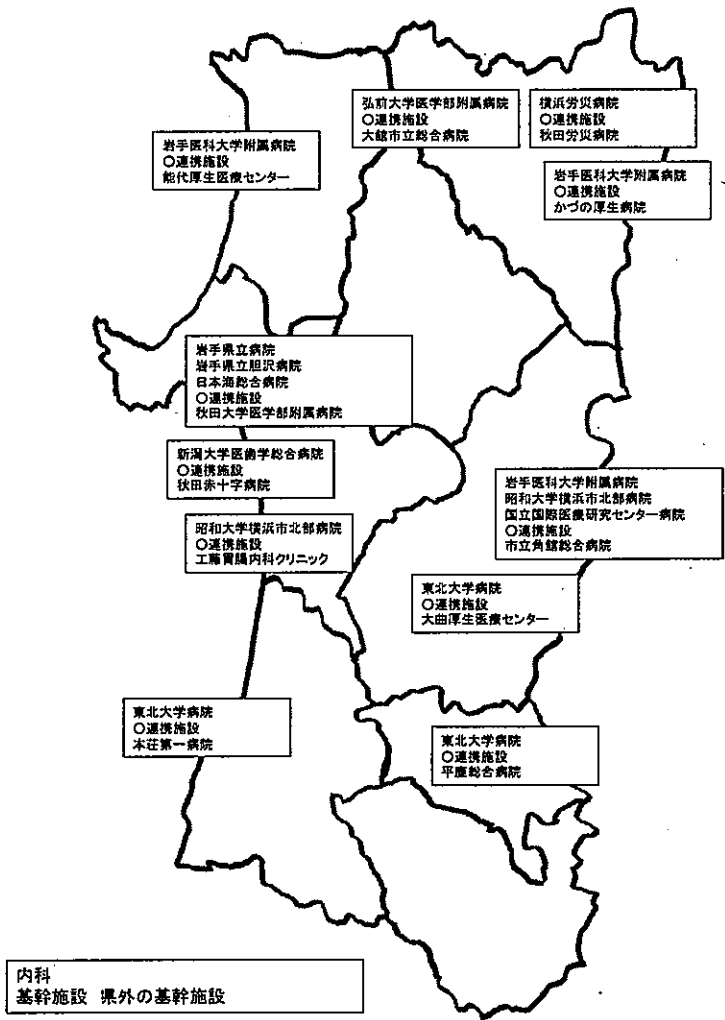 弘前大学医学部附属病院
〇連携施設
大館市立総合病院
横浜労災病院
〇連携施設
秋田労災病院
岩手医科大学附属病院
〇連携施設
能代厚生医療センター
岩手医科大学附属病院
〇連携施設
かづの厚生病院
岩手県立病院
岩手県立胆沢病院
日本海総合病院
〇連携施設
秋田大学医学部附属病院
新潟大学医歯学総合病院
〇連携施設
秋田赤十字病院
岩手医科大学附属病院
昭和大学横浜市北部病院
国立国際医療研究センター病院
〇連携施設
市立角館総合病院
昭和大学横浜市北部病院
〇連携施設
工藤胃腸内科クリニック
東北大学病院
〇連携施設
大曲厚生医療センター
東北大学病院
〇連携施設
本荘第一病院
東北大学病院
〇連携施設
平鹿総合病院
内科
基幹施設 県外の基幹施設